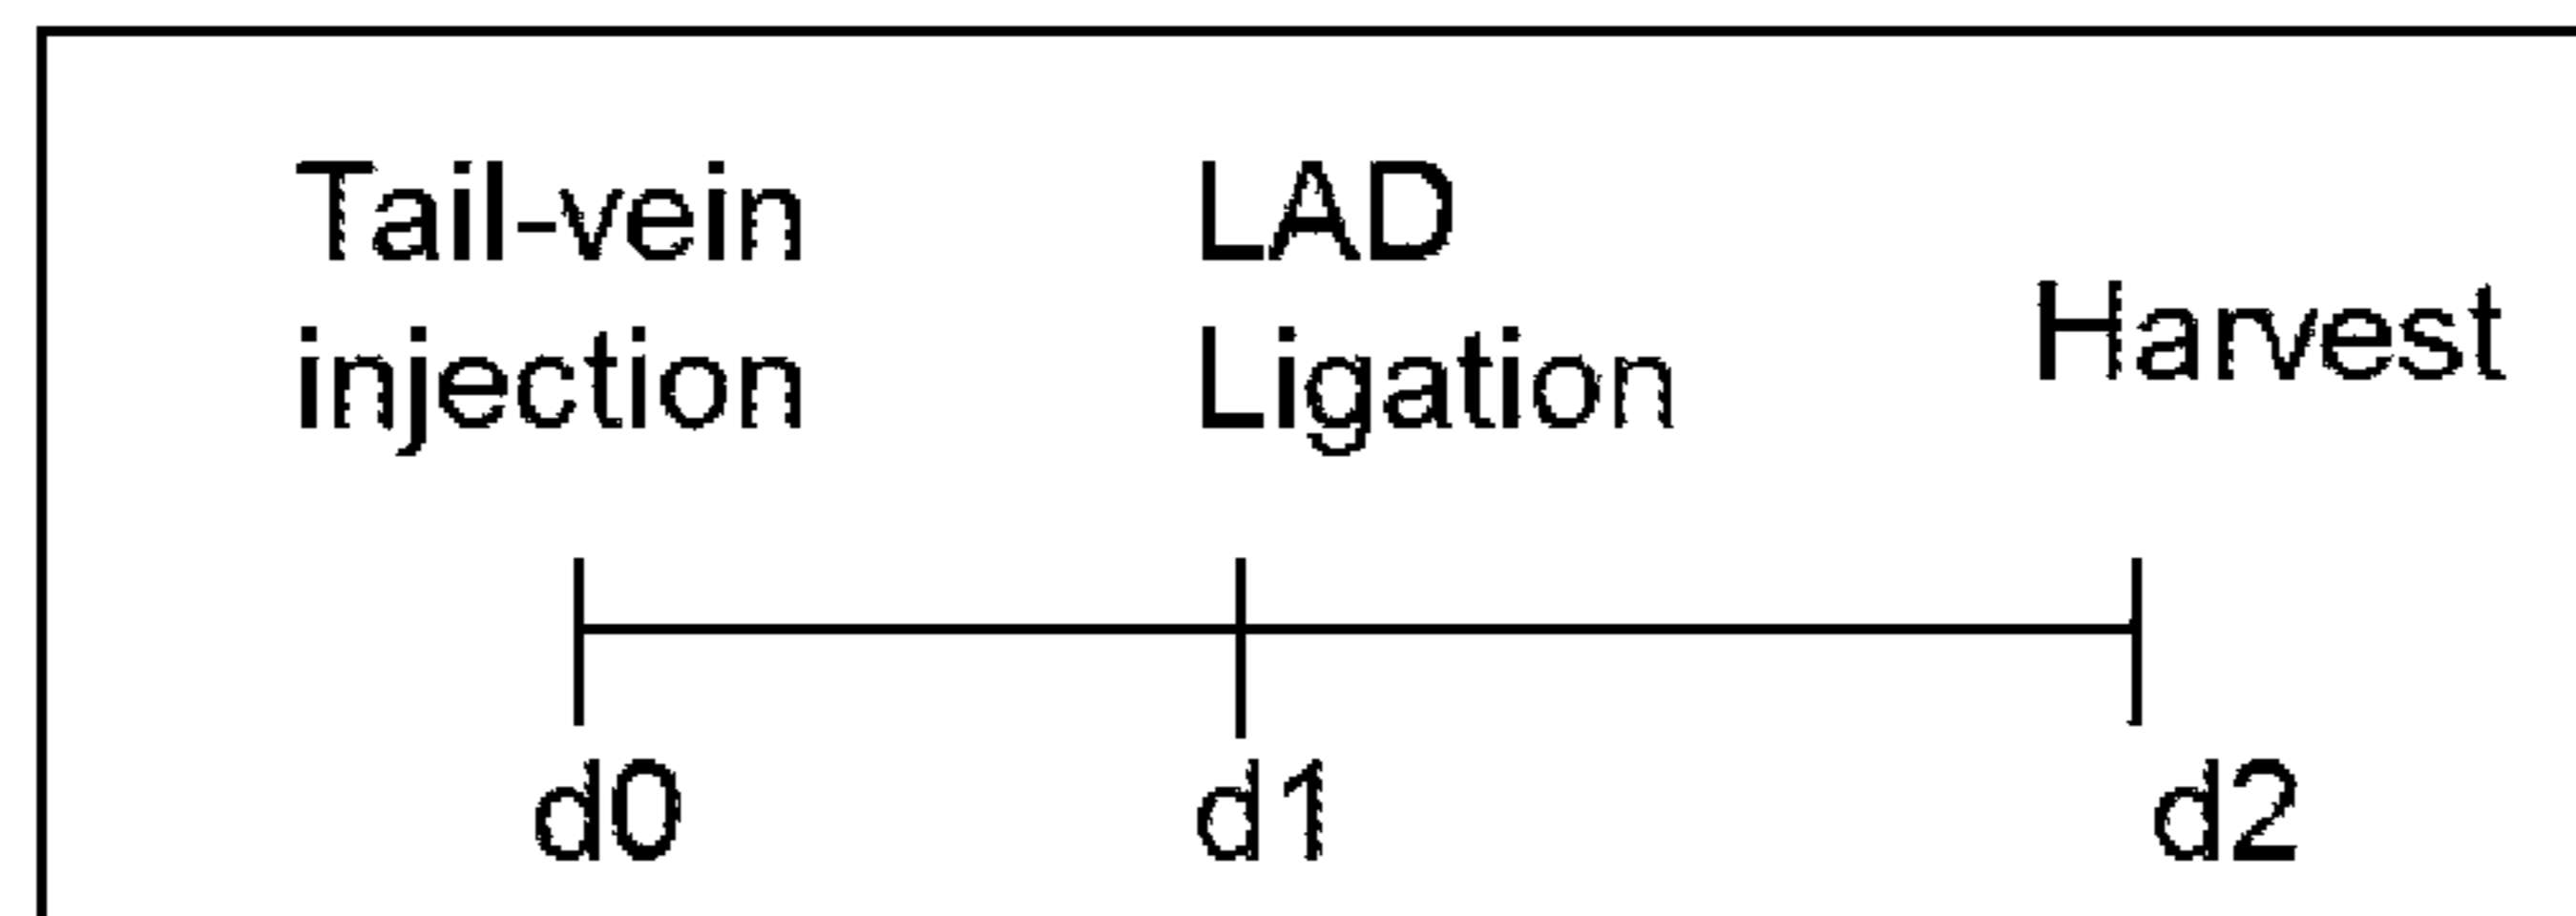 Tail-vein
injection
LAD
Ligation
Harvest
d0
d1
d2